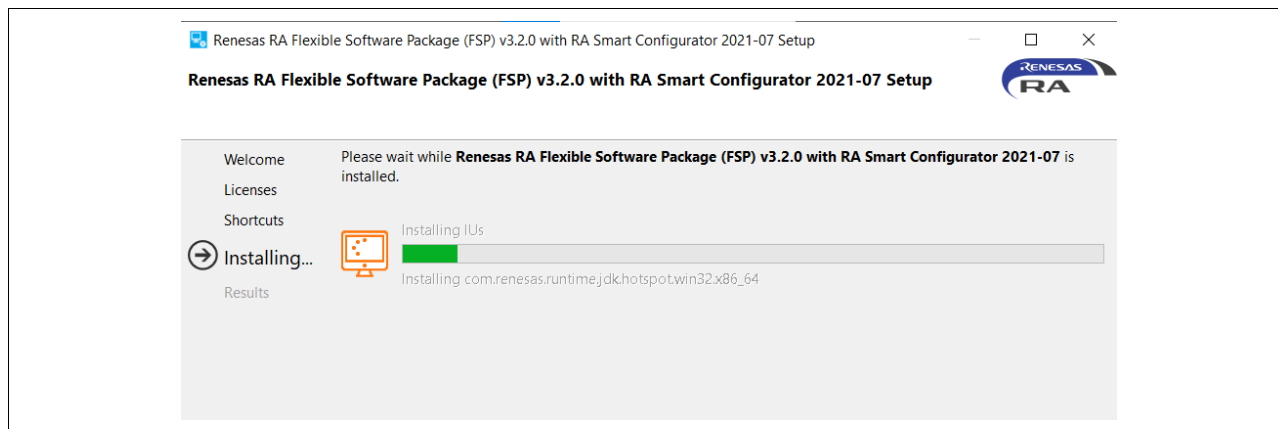 Renesas RA Flexible Software Package (FSP) v3.2.0 with RA Smart Configurator 2021-07 Setup
Renesas RA Flexible Software Package (FSP) v3.2.0 with RA Smart Configurator 2021-07 Setup
RENESAS
RA
Welcome
Licenses
Shortcuts
Installing...
Results
Please wait while Renesas RA Flexible Software Package (FSP) v3.2.0 with RA Smart Configurator 2021-07 is
installed.
Installing IUs
Installing com.renesas.runtime.jdk.hotspot.win32.x86_64